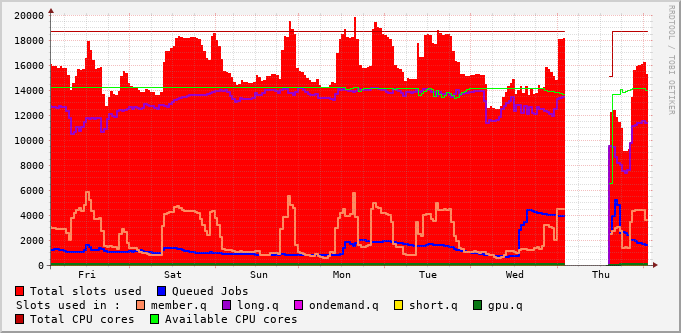 20000
18000
16000
14000
12000
10000
8000
6000
4000
2000
0
Fri Sat Sun Mon Tue Wed Thu
RRDTOOL / TOBI OETIKER
Total slots used Queued Jobs
Slots used in : member.q long.q ondemand.q short.q gpu.q
Total CPU cores Available CPU cores